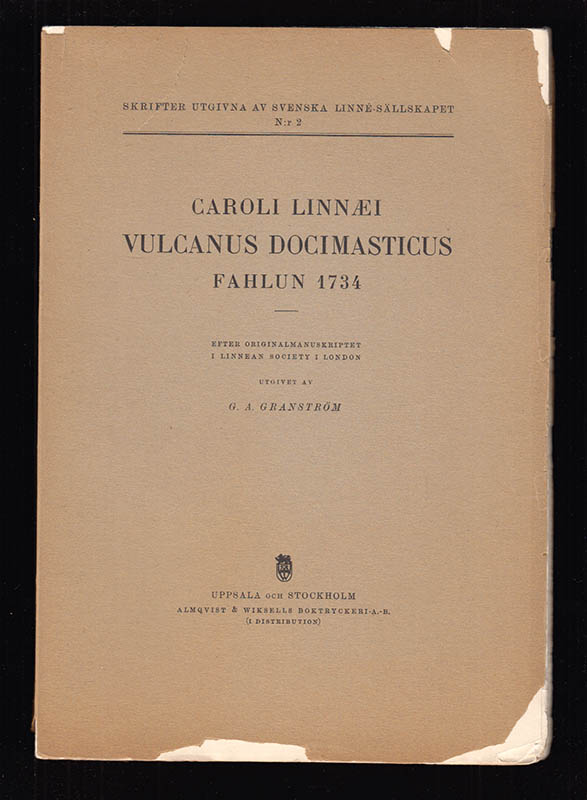 SKRIFTER UTGIVNA AV SVENSKA LINNÉ-SÄLLSKAPET
N:r 2
CAROLI LINNÆI
VULCANUS DOCIMASTICUS
FAHLUN 1734
EFTER ORIGINALMANUSKRIPTET
I LINNEAN SOCIETY I LONDON
UTGIVET AV
G. A. GRANSTRÖM
UPPSALA OCH STOCKHOLM
ALMQVIST & WIKSELLS BOKTRYCKERI-A.-B.
(I DISTRIBUTION)